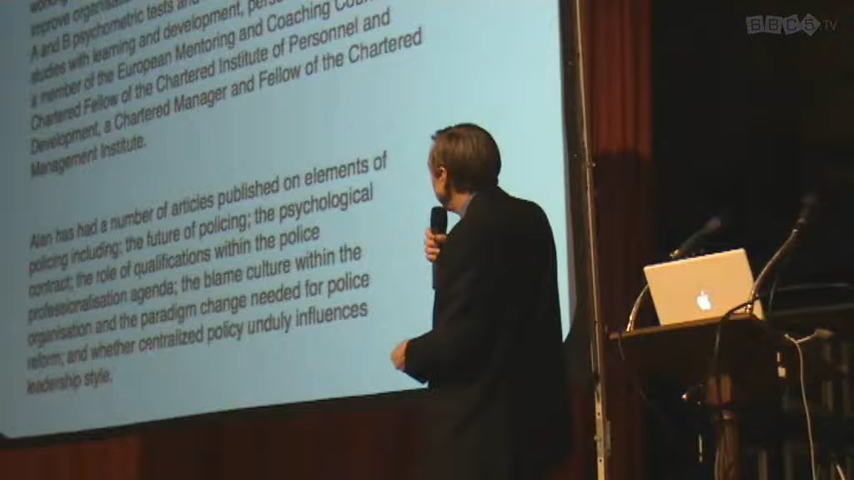 improve organisation
A and B psychometric tests and
studies with learning and development,
a member of the European Mentoring and Coaching
Chartered Fellow of the Chartered Institute of Personnel and
Development, a Chartered Manager and Fellow of the Chartered
Management Institute.
Alan has had a number of articles published on elements of
policing including: the future of policing; the psychological
contract; the role of qualifications within the police
professionalisation agenda; the blame culture within the
organisation and the paradigm change needed for police
reform; and whether centralized policy unduly influences
leadership style.
BBC5.TV